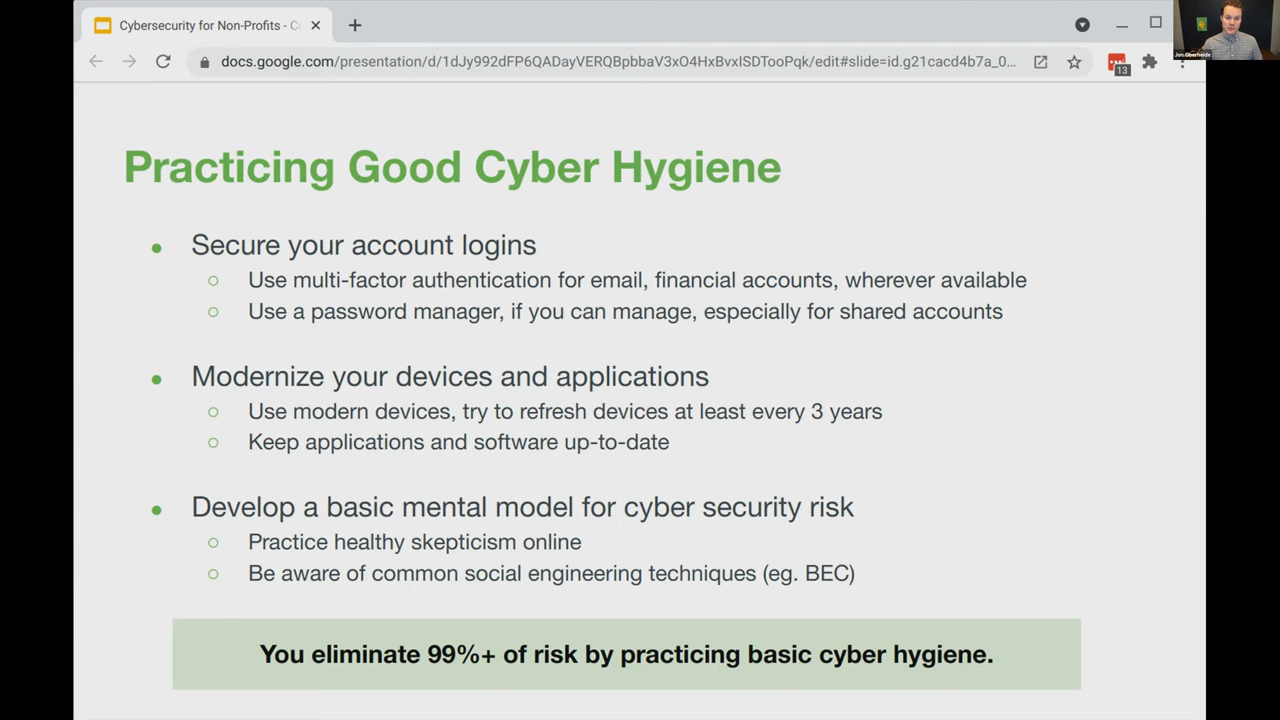 Cybersecurity for Non-Profits - C
docs.google.com/presentation/d/1dJy992dFP6QADayVERQBpbbaV3xO4HxBvxISDTooPqk/edit#slide=id.g21cacd4b7a_0...
13
Jon Oberheide
Practicing Good Cyber Hygiene
Secure your account logins
Use multi-factor authentication for email, financial accounts, wherever available
Use a password manager, if you can manage, especially for shared accounts
Modernize your devices and applications
Use modern devices, try to refresh devices at least every 3 years
Keep applications and software up-to-date
Develop a basic mental model for cyber security risk
Practice healthy skepticism online
Be aware of common social engineering techniques (eg. BEC)
You eliminate 99%+ of risk by practicing basic cyber hygiene.